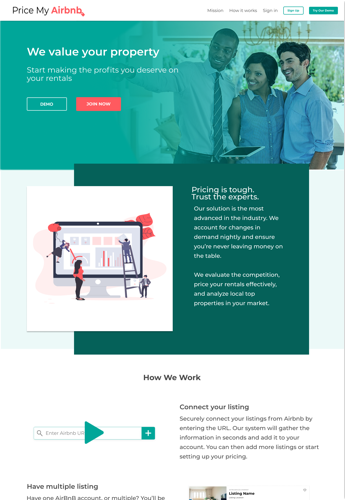 Price My Airbnb
Mission How it works Sign In Sign Up Try Our Demo
We value your property
Start making the profits you deserve on
your rentals
DEMO JOIN NOW
Pricing is tough.
Trust the experts.
Our solution is the most
advanced in the industry. We
account for changes in
demand nightly and ensure
you're never leaving money on
the table.
We evaluate the competition,
price your rentals effectively,
and analyze local top
properties in your market.
How We Work
Connect your listing
Securely connect your listings from Airbnb by
entering the URL. Our system will gather the
information in seconds and add it to your
account. You can then add more listings or start
setting up your pricing.
Enter Airbnb UR
Have multiple listing
Have one AirBnB account, or multiple? You'll be
Listing Name